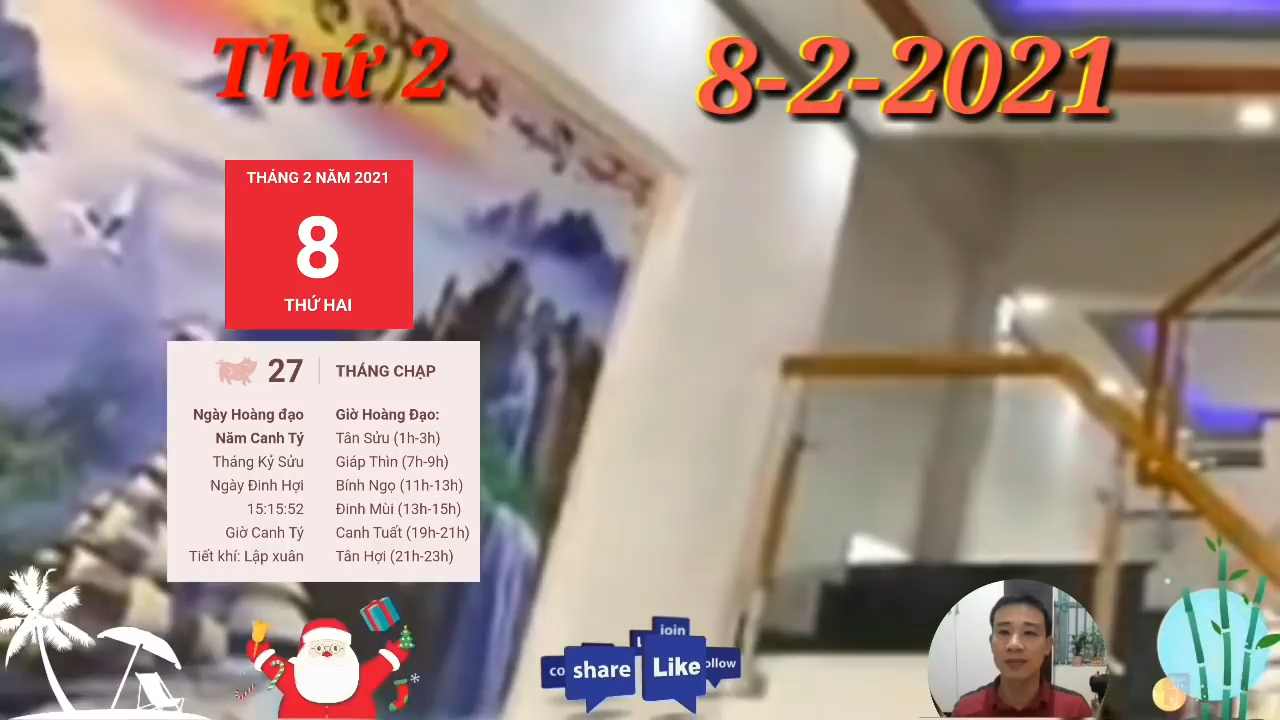 Thứ 2
8-2-2021
THÁNG 2 NĂM 2021
8
THỨ HAI
27
THÁNG CHẠP
Ngày Hoàng đạo
Năm Canh Tý
Tháng Kỷ Sửu
Ngày Đinh Hợi
15:15:52
Giờ Canh Tý
Tiết khí: Lập xuân
Giờ Hoàng Đạo:
Tân Sửu (1h-3h)
Giáp Thìn (7h-9h)
Bính Ngọ (11h-13h)
Đinh Mùi (13h-15h)
Canh Tuất (19h-21h)
Tân Hợi (21h-23h)
join
co share Like ollow